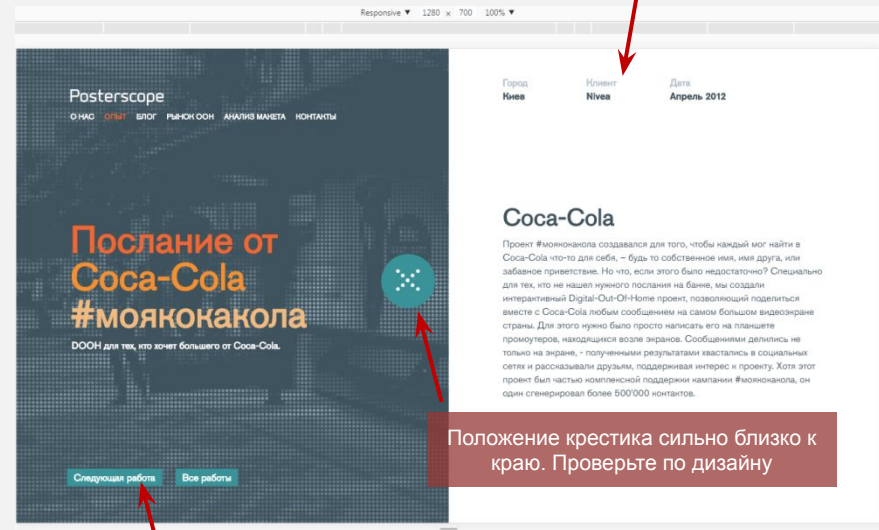 Responsive ▼ 1280 x 700 100% ▼
Posterscope
О НАС ОПЫТ БЛОГ РЫНОК ООН АНАЛИЗ МАКЕТА КОНТАКТЫ
Город Клиент Дата
Киев Nivea Апрель 2012
Послание от
Coca-Cola
#моякокакола
DOOH для тех, кто хочет большего от Coca-Cola.
Следующая работа Все работы
Coca-Cola
Проект #моякокакола создавался для того, чтобы каждый мог найти в
Coca-Cola что-то для себя, – будь то собственное имя, имя друга, или
забавное приветствие. Но что, если этого было недостаточно? Специально
для тех, кто не нашел нужного послания на банке, мы создали
интерактивный Digital-Out-Of-Home проект, позволяющий поделиться
вместе с Coca-Cola любым сообщением на самом большом видеоэкране
страны. Для этого нужно было просто написать его на планшете
промоутеров, находящихся возле экранов. Сообщениями делились не
только на экране, - полученными результатами хвастались в социальных
сетях и рассказывали друзьям, поддерживая интерес к проекту. Хотя этот
проект был частью комплексной поддержки кампании #моякокакола, он
один сгенерировал более 500'000 контактов.
Положение крестика сильно близко к
краю. Проверьте по дизайну